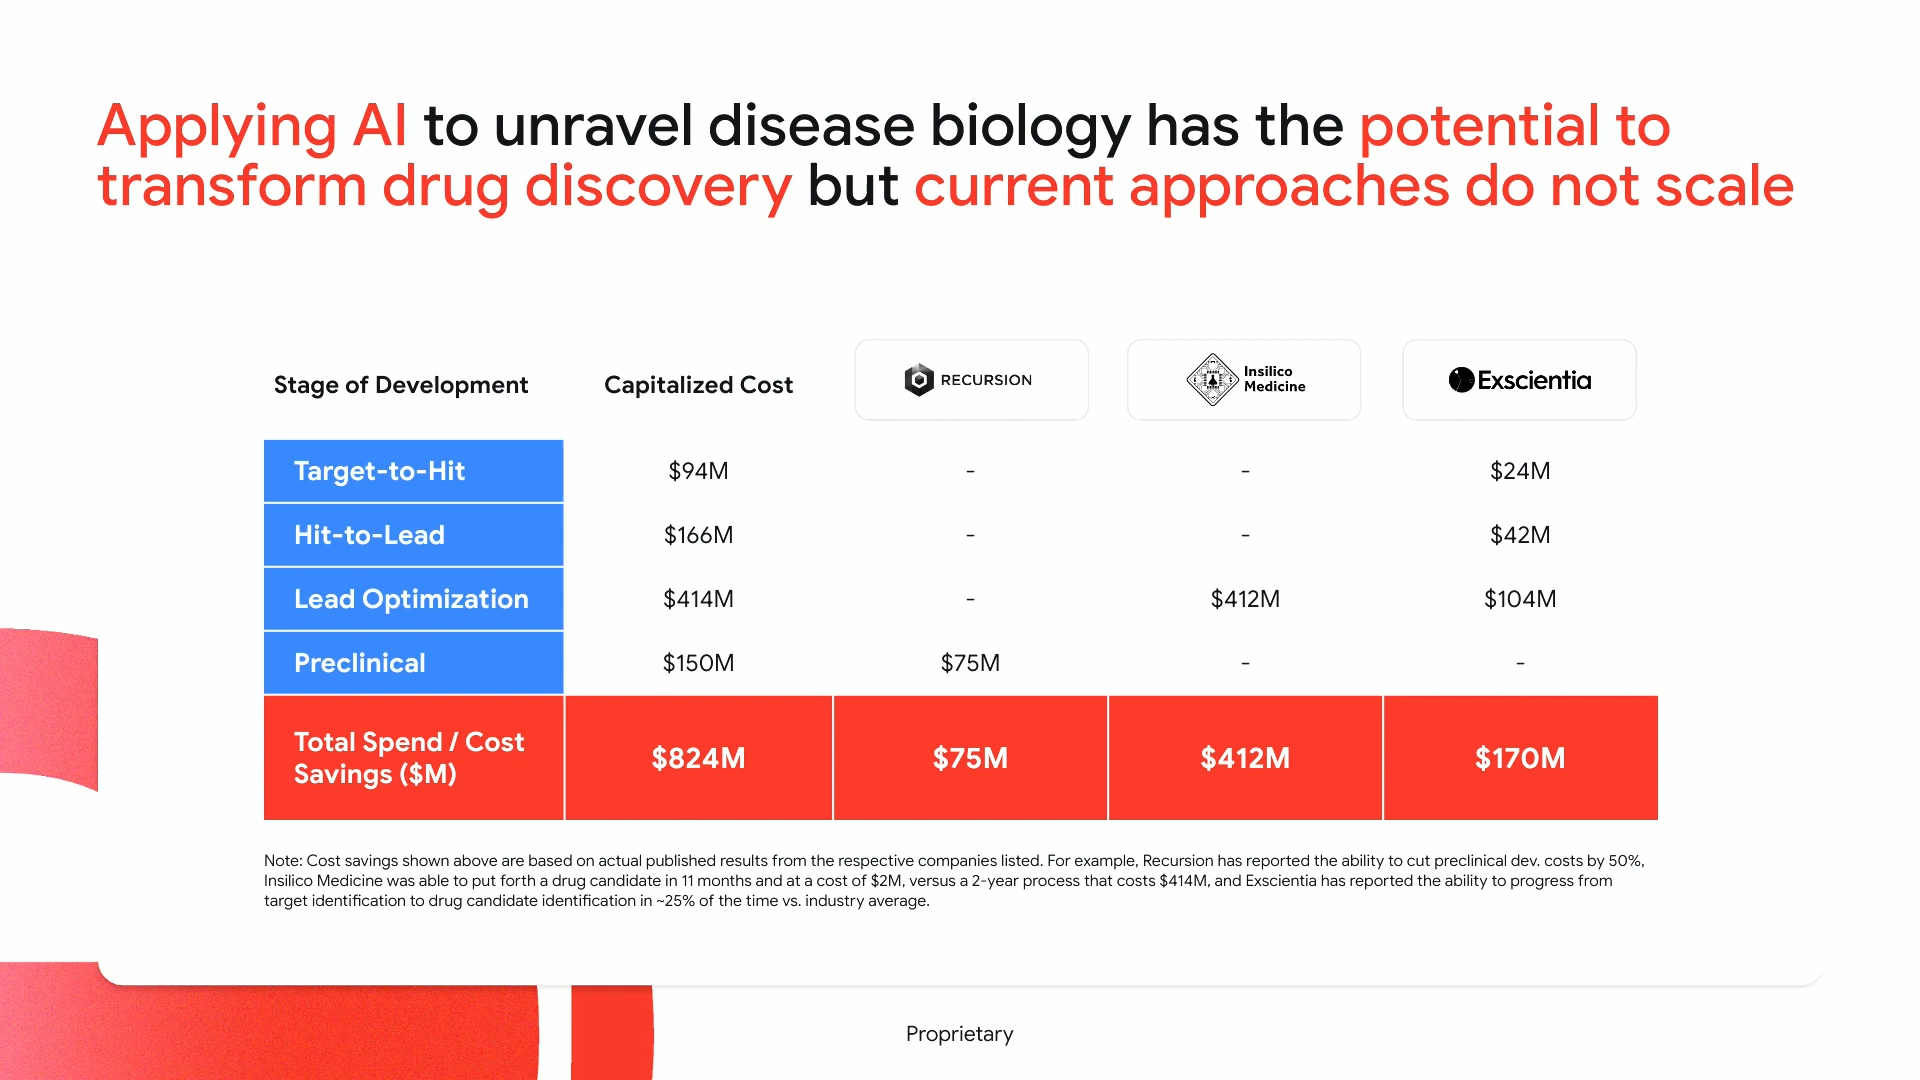 Applying AI to unravel disease biology has the potential to
transform drug discovery but current approaches do not scale
Stage of Development
Capitalized Cost
RECURSION
Insilico
Medicine
Exscientia
Target-to-Hit
$94M
-
-
$24M
Hit-to-Lead
$166M
-
-
$42M
Lead Optimization
$414M
-
$412M
$104M
Preclinical
$150M
$75M
-
-
Total Spend / Cost
Savings ($M)
$824M
$75M
$412M
$170M
Note: Cost savings shown above are based on actual published results from the respective companies listed. For example, Recursion has reported the ability to cut preclinical dev. costs by 50%,
Insilico Medicine was able to put forth a drug candidate in 11 months and at a cost of $2M, versus a 2-year process that costs $414M, and Exscientia has reported the ability to progress from
target identification to drug candidate identification in ~25% of the time vs. industry average.
Proprietary